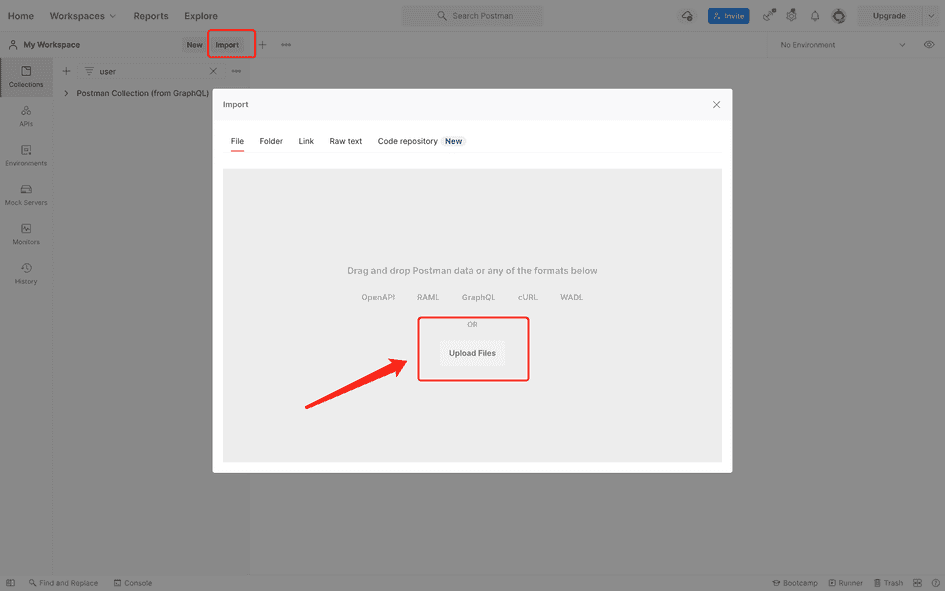 Home Workspaces Reports Explore Search Postman Invite Upgrade
My Workspace New Import No Environment
Collections
user
Postman Collection (from GraphQL)
APIs
Environments
Mock Servers
Monitors
History
Import
File Folder Link Raw text Code repository New
Drag and drop Postman data or any of the formats below
OpenAPI RAML GraphQL cURL WADL
OR
Upload Files
Find and Replace Console Bootcamp Runner Trash